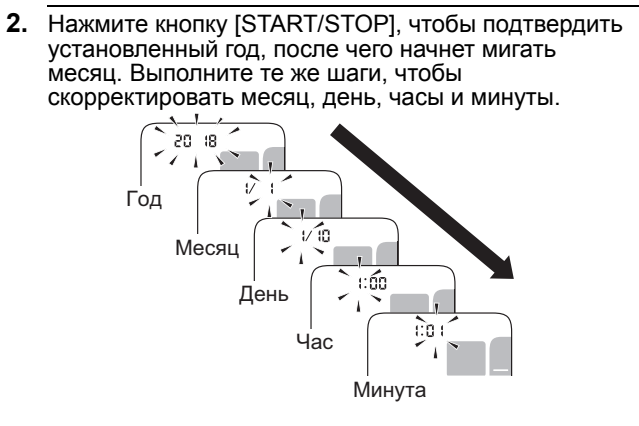 2. Нажмите кнопку [START/STOP], чтобы подтвердить
установленный год, после чего начнет мигать
месяц. Выполните те же шаги, чтобы
скорректировать месяц, день, часы и минуты.
20 18
Год
1/ 1
Месяц
1/10
День
1:00
Час
1:01
Минута